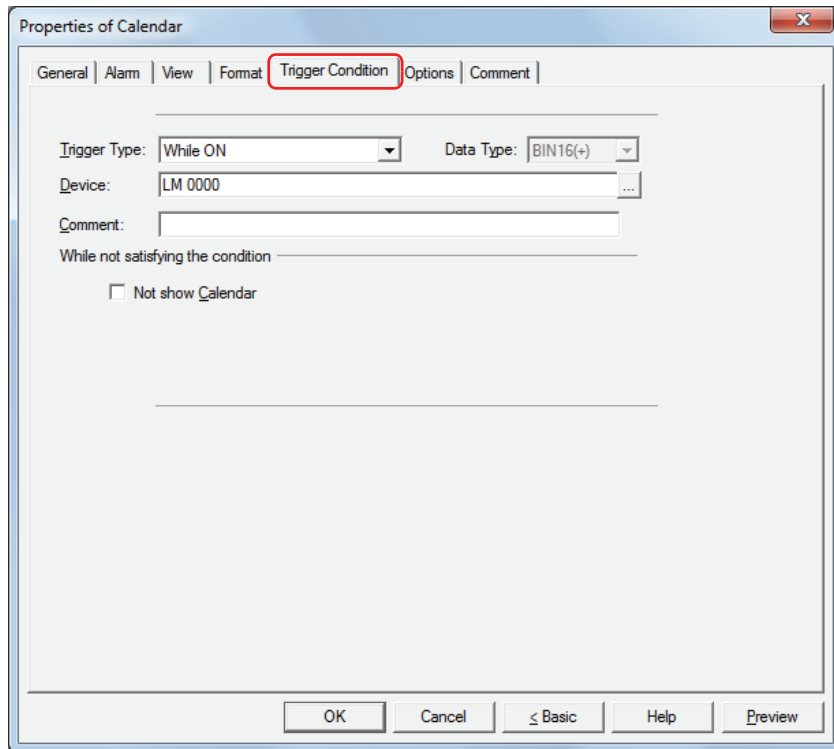 Properties of Calendar
General Alarm View Format Trigger Condition Options Comment
Trigger Type: While ON Data Type: BIN16(+)
Device: LM 0000 ...
Comment:
While not satisfying the condition
Not show Calendar
OK Cancel < Basic Help Preview